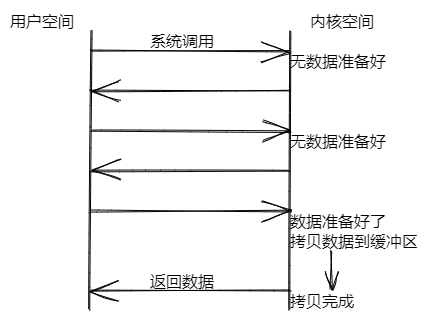 用户空间
内核空间
系统调用
无数据准备好
无数据准备好
数据准备好了
拷贝数据到缓冲区
返回数据
拷贝完成